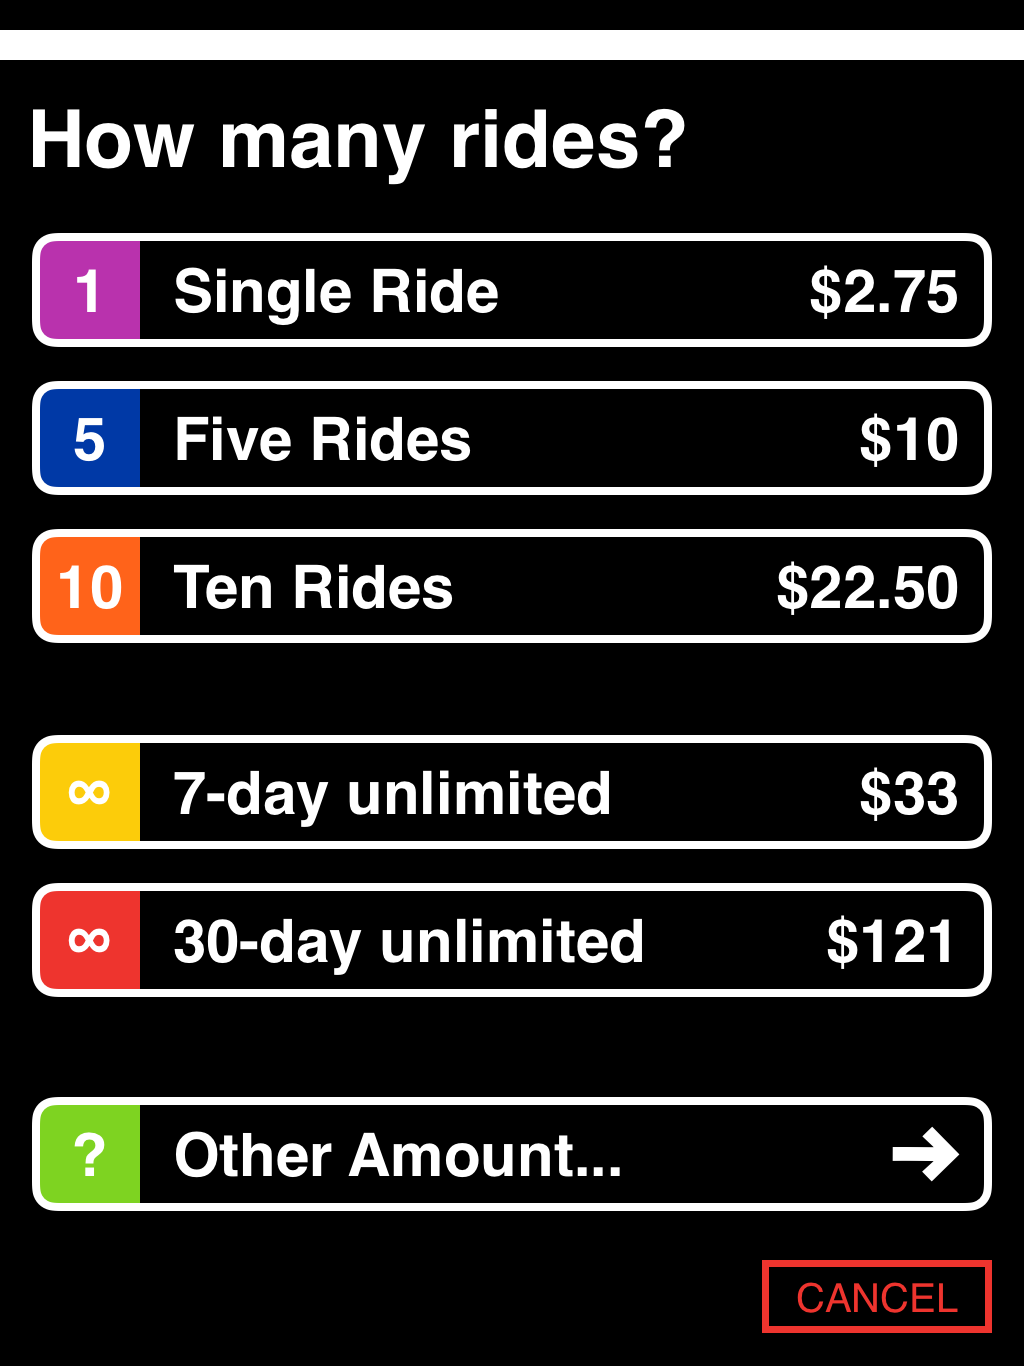 How many rides?
1 Single Ride $2.75
5 Five Rides $10
10 Ten Rides $22.50
∞ 7-day unlimited $33
∞ 30-day unlimited $121
? Other Amount...
CANCEL